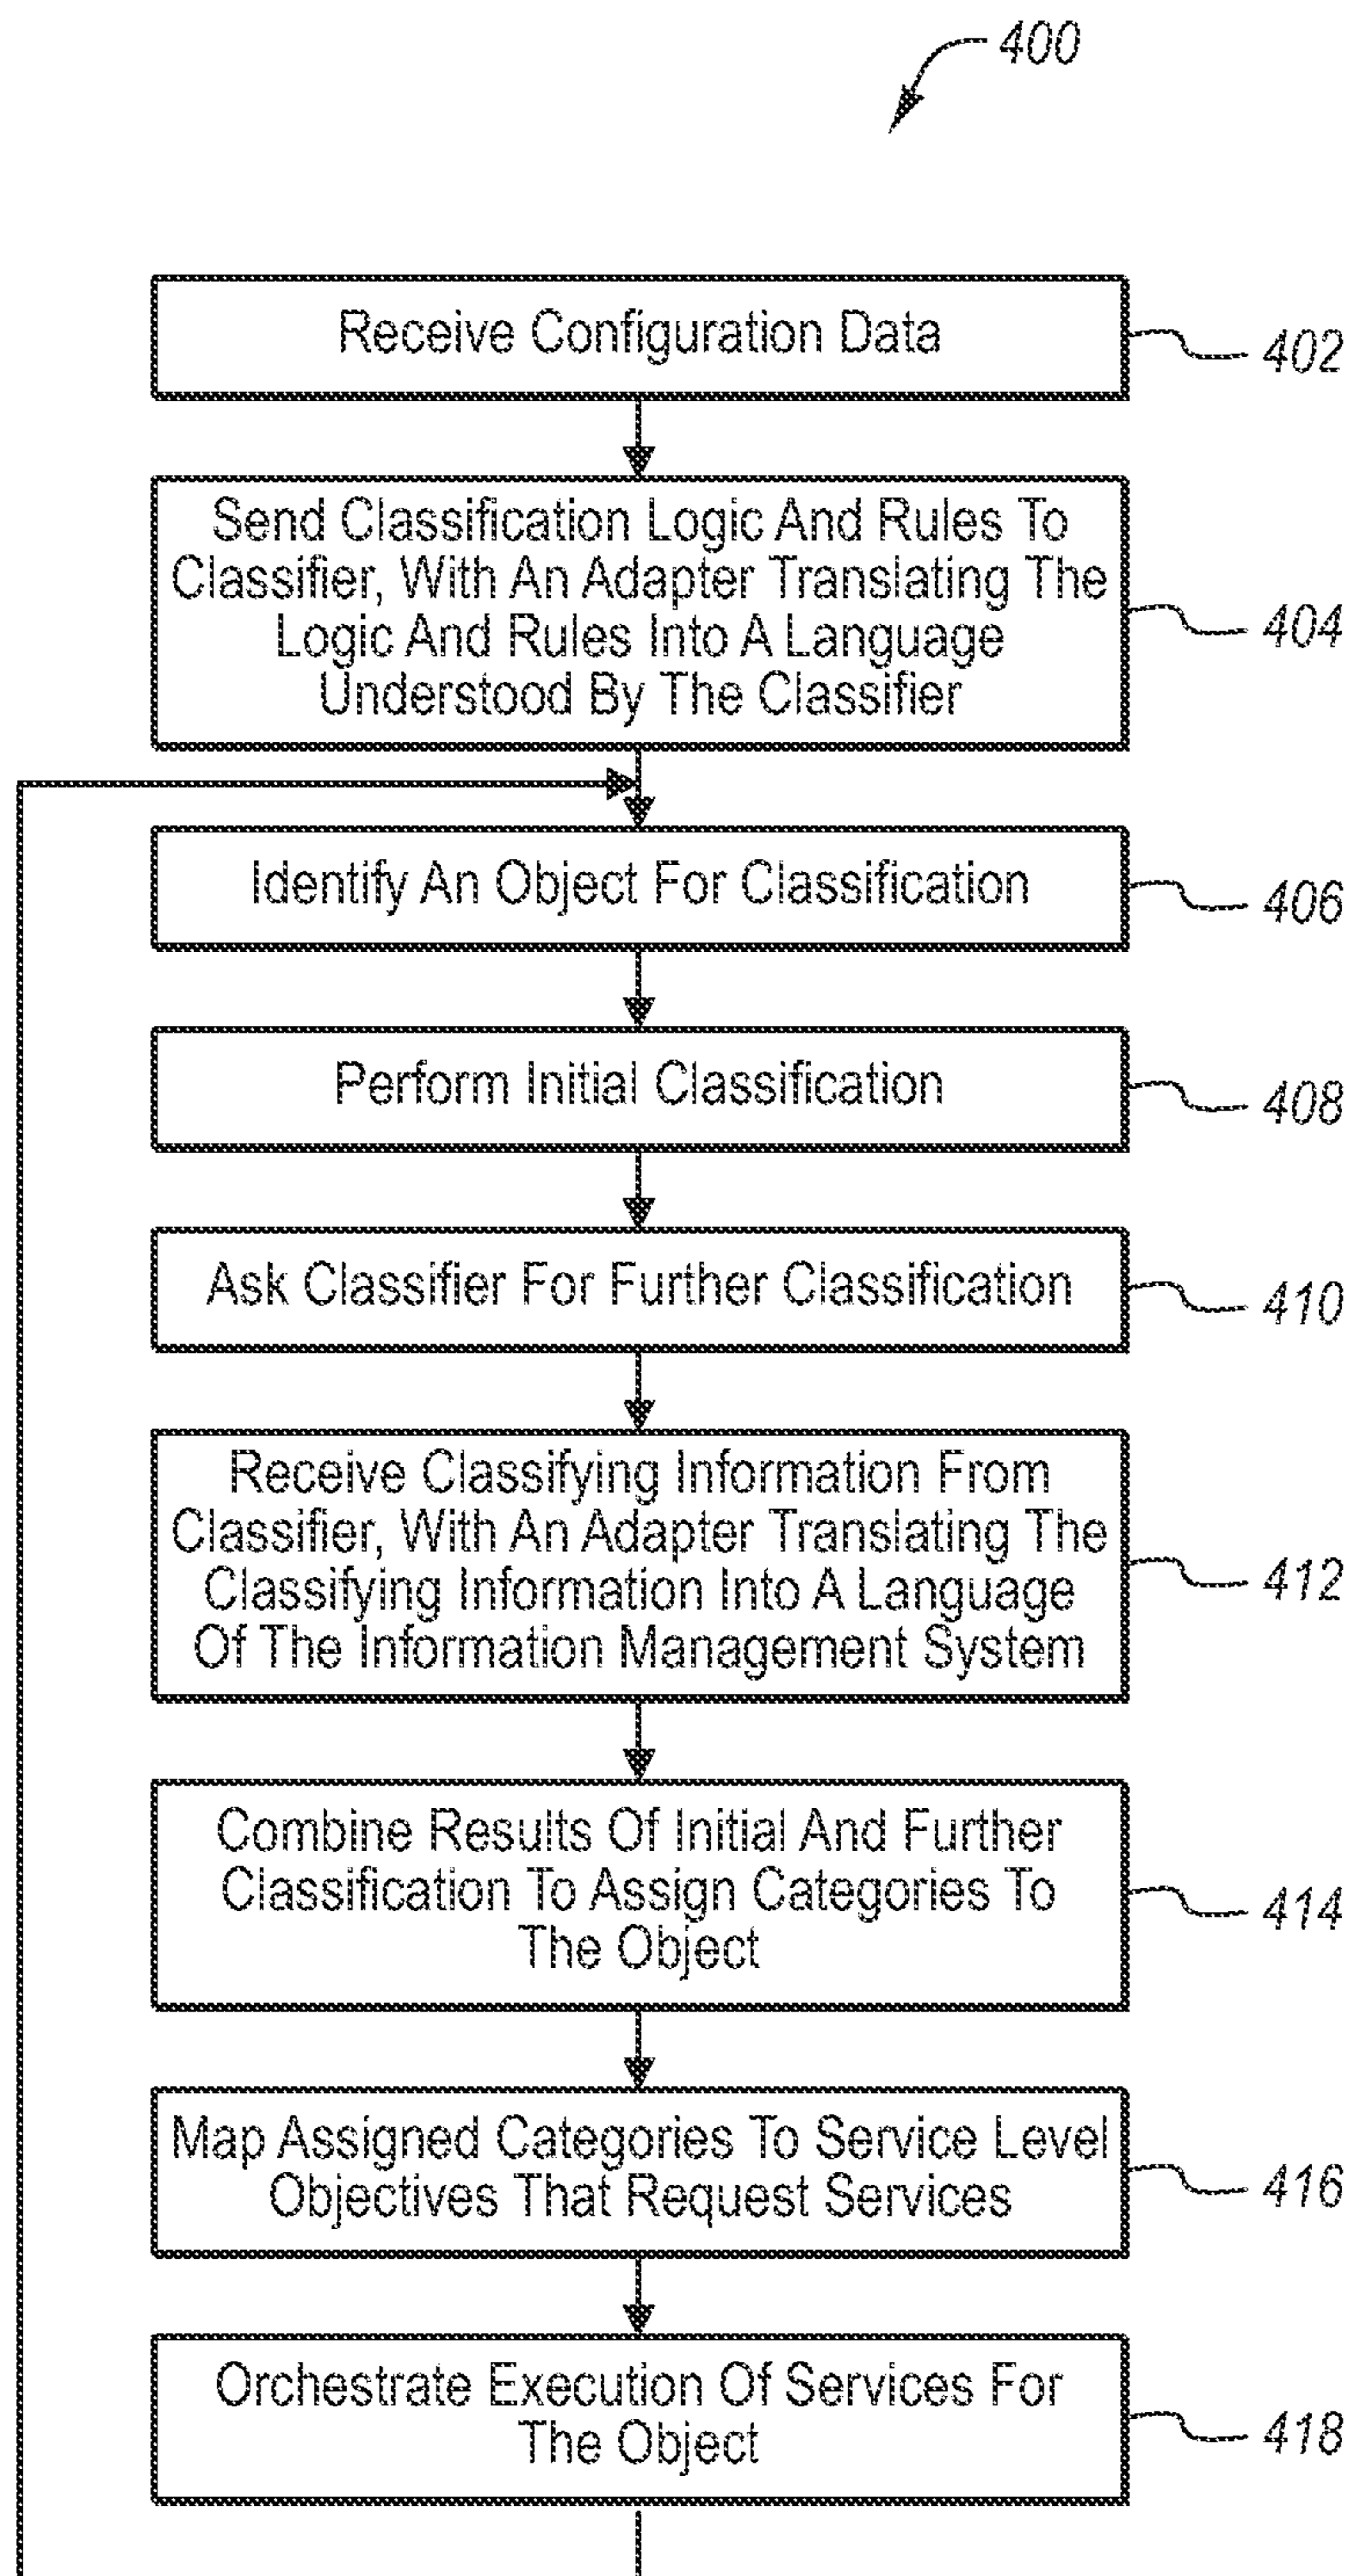 400
Receive Configuration Data
402
Send Classification Logic And Rules To
Classifier, With An Adapter Translating The
Logic And Rules Into A Language
Understood By The Classifier
404
Identify An Object For Classification
406
Perform Initial Classification
408
Ask Classifier For Further Classification
410
Receive Classifying Information From
Classifier, With An Adapter Translating The
Classifying Information Into A Language
Of The Information Management System
412
Combine Results Of Initial And Further
Classification To Assign Categories To
The Object
414
Map Assigned Categories To Service Level
Objectives That Request Services
416
Orchestrate Execution Of Services For
The Object
418